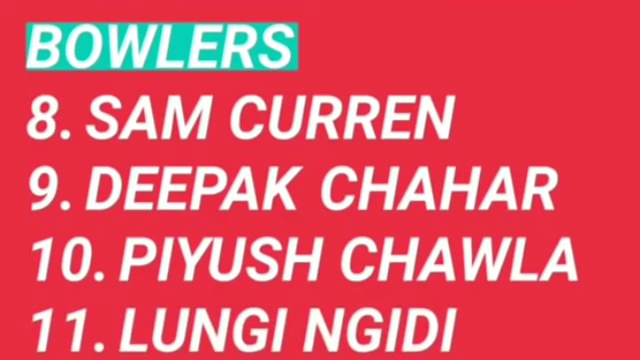 BOWLERS
8. SAM CURREN
9. DEEPAK CHAHAR
10. PIYUSH CHAWLA
11. LUNGI NGIDI